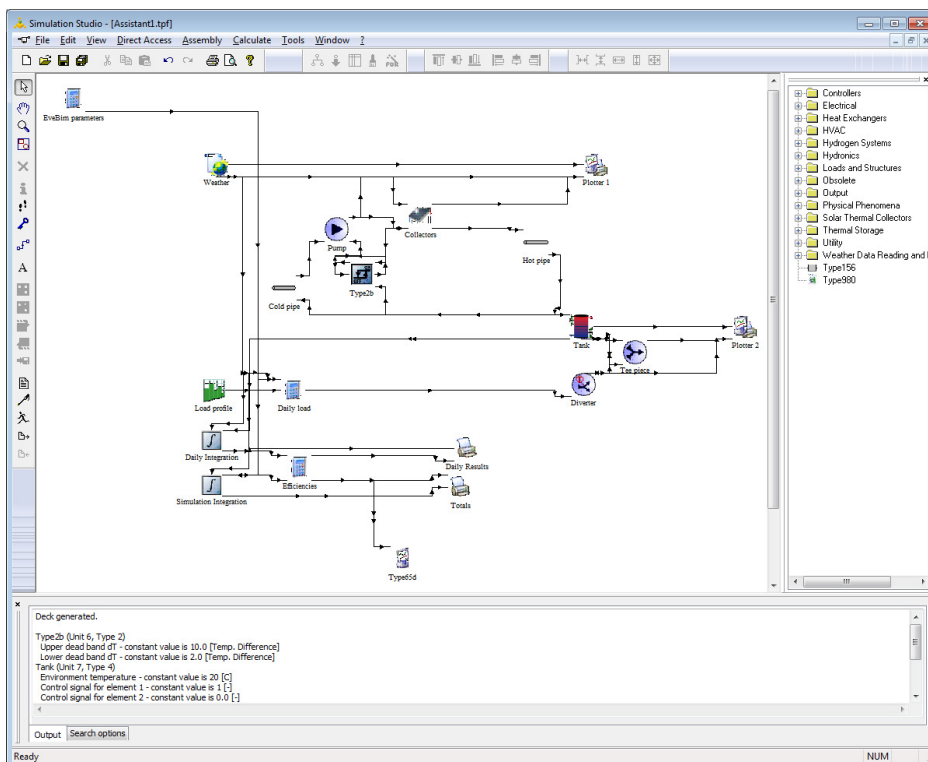 Simulation Studio - [Assistant1.tpf]
File Edit View Direct Access Assembly Calculate Tools Window ?
EveBim parameters
Weather
Plotter 1
Collectors
Pump
Hot pipe
Type2b
Cold pipe
Tank
Plotter 2
Tee piece
Diverter
Load profile
Daily load
Daily Integration
Daily Results
Efficiencies
Simulation Integration
Totals
Type65d
Controllers
Electrical
Heat Exchangers
HVAC
Hydrogen Systems
Hydronics
Loads and Structures
Obsolete
Output
Physical Phenomena
Solar Thermal Collectors
Thermal Storage
Utility
Weather Data Reading and
Type156
Type980
Deck generated.
Type2b (Unit 6, Type 2)
Upper dead band dT - constant value is 10.0 [Temp. Difference]
Lower dead band dT - constant value is 2.0 [Temp. Difference]
Tank (Unit 7, Type 4)
Environment temperature - constant value is 20 [C]
Control signal for element 1 - constant value is 1 [-]
Control signal for element 2 - constant value is 0.0 [-]
Output Search options
Ready NUM